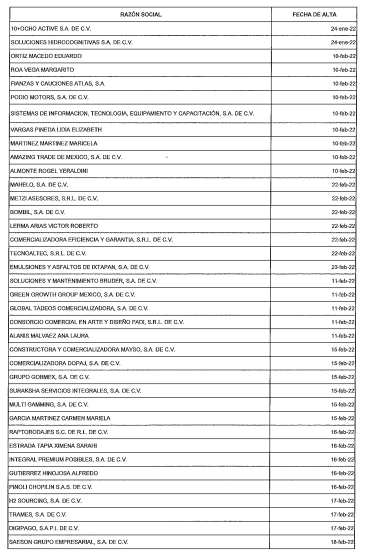 RAZÓN SOCIAL FECHA DE ALTA
10+OCHO ACTIVE S.A. DE C.V. 24-ene-22
SOLUCIONES HIDROCOGNITIVAS S.A. DE C.V. 24-ene-22
ORTIZ MACEDO EDUARDO 10-feb-22
ROA VEGA MARGARITO 10-feb-22
FIANZAS Y CAUCIONES ATLAS, S.A. 10-feb-22
PODIO MOTORS, S.A. DE C.V. 10-feb-22
SISTEMAS DE INFORMACION, TECNOLOGIA, EQUIPAMIENTO Y CAPACITACIÓN, S.A. DE C.V. 10-feb-22
VARGAS PINEDA LIDIA ELIZABETH 10-feb-22
MARTINEZ MARTINEZ MARICELA 10-feb-22
AMAZING TRADE DE MEXICO, S.A. DE C.V. 10-feb-22
ALMONTE ROGEL YERALDINI 10-feb-22
MAHELO, S.A. DE C.V. 22-feb-22
METZI ASESORES, S.R.L. DE C.V. 22-feb-22
BOMBIL, S.A. DE C.V. 22-feb-22
LERMA ARIAS VICTOR ROBERTO 22-feb-22
COMERCIALIZADORA EFICIENCIA Y GARANTIA, S.R.L. DE C.V. 22-feb-22
TECNOALTEC, S.R.L. DE C.V. 22-feb-22
EMULSIONES Y ASFALTOS DE IXTAPAN, S.A. DE C.V. 23-feb-22
SOLUCIONES Y MANTENIMIENTO BRUDER, S.A. DE C.V. 11-feb-22
GREEN GROWTH GROUP MEXICO, S.A. DE C.V. 11-feb-22
GLOBAL TADEOS COMERCIALIZADORA, S.A. DE C.V. 11-feb-22
CONSORCIO COMERCIAL EN ARTE Y DISEÑO PADI, S.R.L. DE C.V. 11-feb-22
ALANIS MALVAEZ ANA LAURA 11-feb-22
CONSTRUCTORA Y COMERCIALIZADORA MAYSO, S.A. DE C.V. 15-feb-22
COMERCIALIZADORA DOPAJ, S.A. DE C.V. 15-feb-22
GRUPO GORMEX, S.A. DE C.V. 15-feb-22
SURAKSHA SERVICIOS INTEGRALES, S.A. DE C.V. 15-feb-22
MULTI GAMMING, S.A. DE C.V. 15-feb-22
GARCIA MARTINEZ CARMEN MARIELA 15-feb-22
RAPTORODAJES S.C. DE R.L. DE C.V. 16-feb-22
ESTRADA TAPIA XIMENA SARAHI 16-feb-22
INTEGRAL PREMIUM POSIBLES, S.A. DE C.V. 16-feb-22
GUTIERREZ HINOJOSA ALFREDO 16-feb-22
PINOLI CHOPILIN S.A.S. DE C.V. 16-feb-22
H2 SOURCING, S.A. DE C.V. 17-feb-22
TRAMES, S.A. DE C.V. 17-feb-22
DIGIPAGO, S.A.P.I. DE C.V. 17-feb-22
SAESON GRUPO EMPRESARIAL, S.A. DE C.V. 18-feb-22